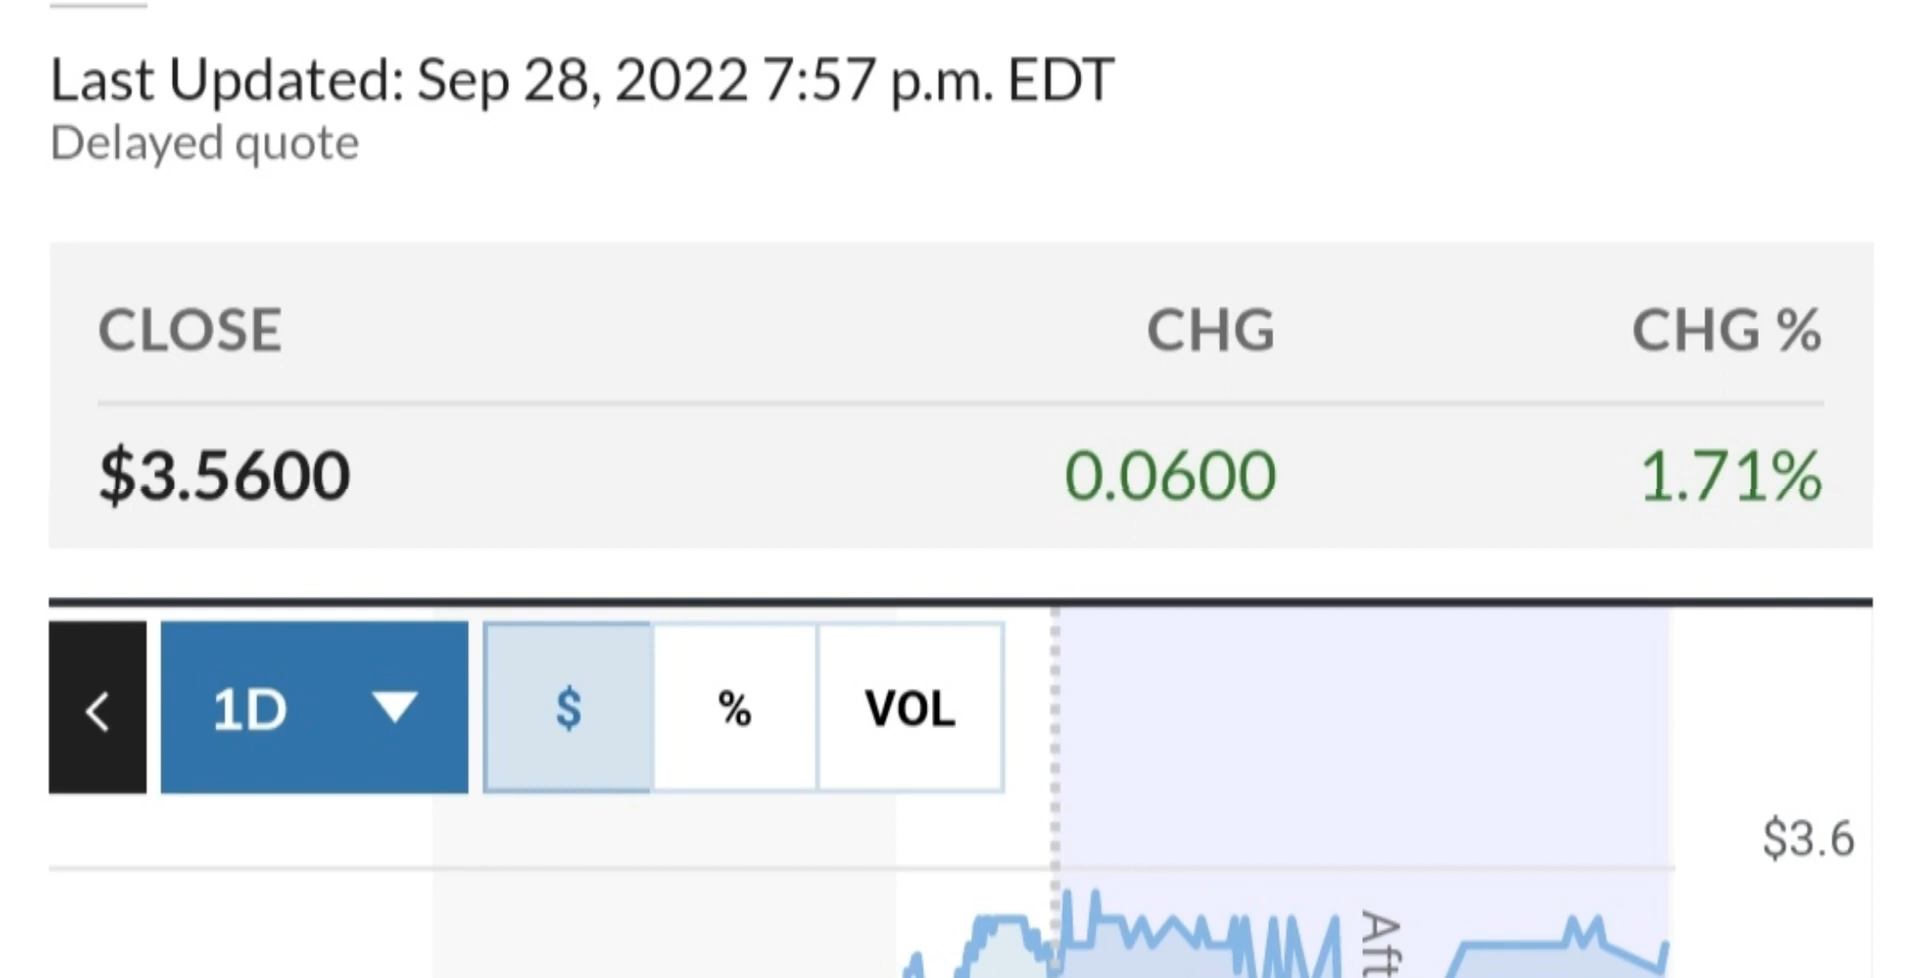 Last Updated: Sep 28, 2022 7:57 p.m. EDT
Delayed quote
CLOSE CHG CHG %
$3.5600 0.0600 1.71%
1D $ % VOL
$3.6
Aft